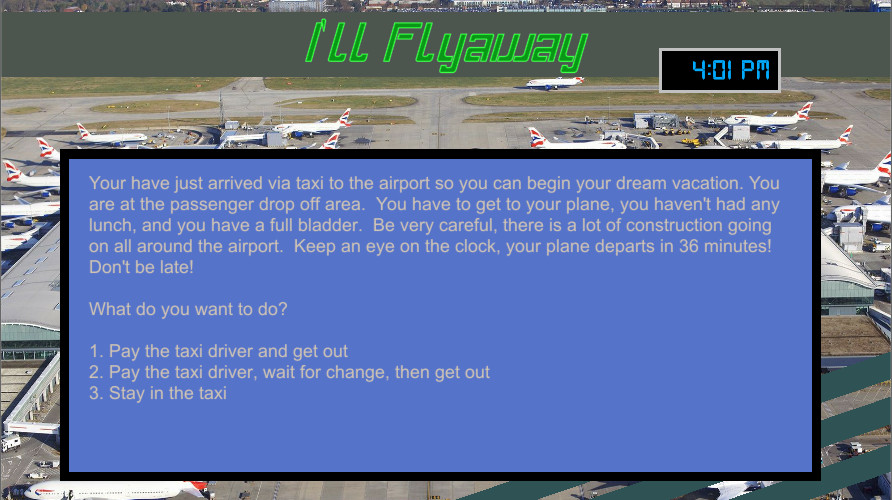 I'll Flyaway
4:01 PM
Your have just arrived via taxi to the airport so you can begin your dream vacation. You
are at the passenger drop off area.  You have to get to your plane, you haven't had any
lunch, and you have a full bladder.  Be very careful, there is a lot of construction going
on all around the airport.  Keep an eye on the clock, your plane departs in 36 minutes!
Don't be late!
What do you want to do?
1. Pay the taxi driver and get out
2. Pay the taxi driver, wait for change, then get out
3. Stay in the taxi